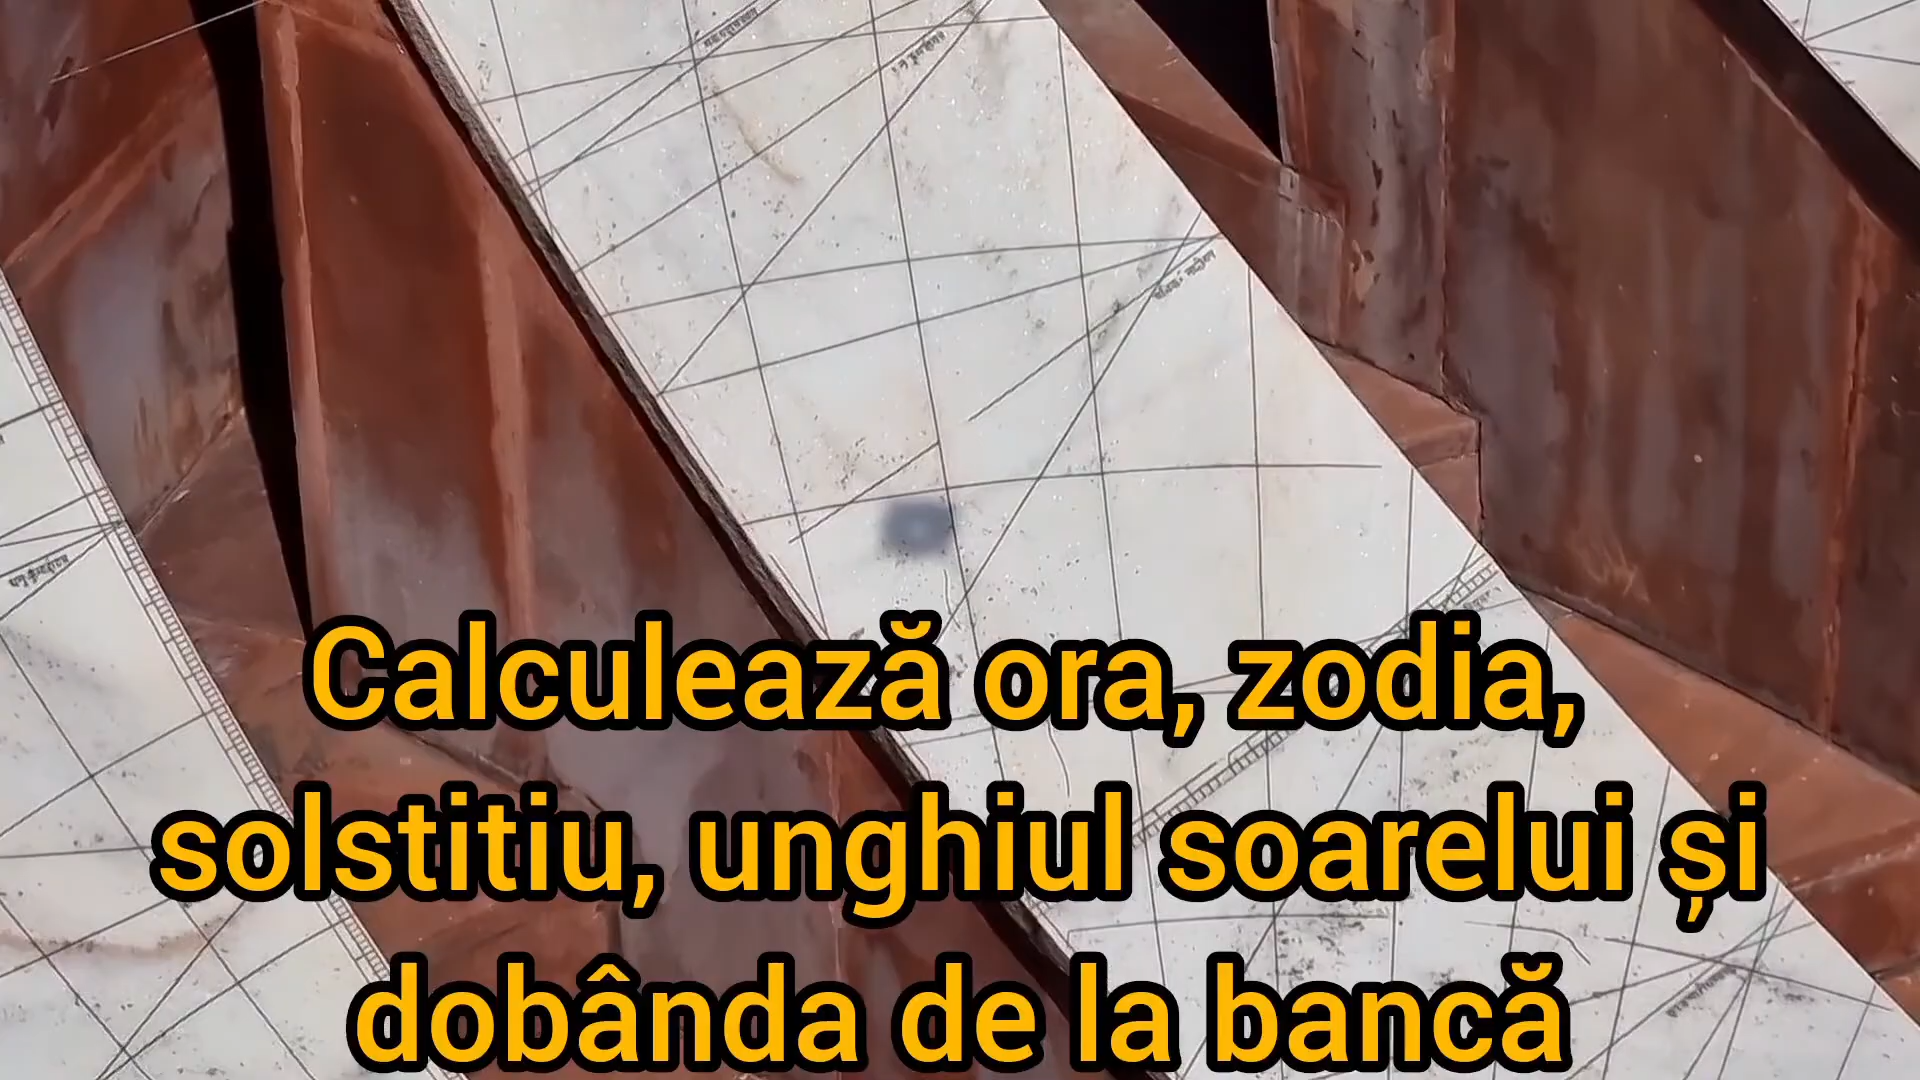 Calculează ora, zodia,
solstitiu, unghiul soarelui și
dobânda de la bancă